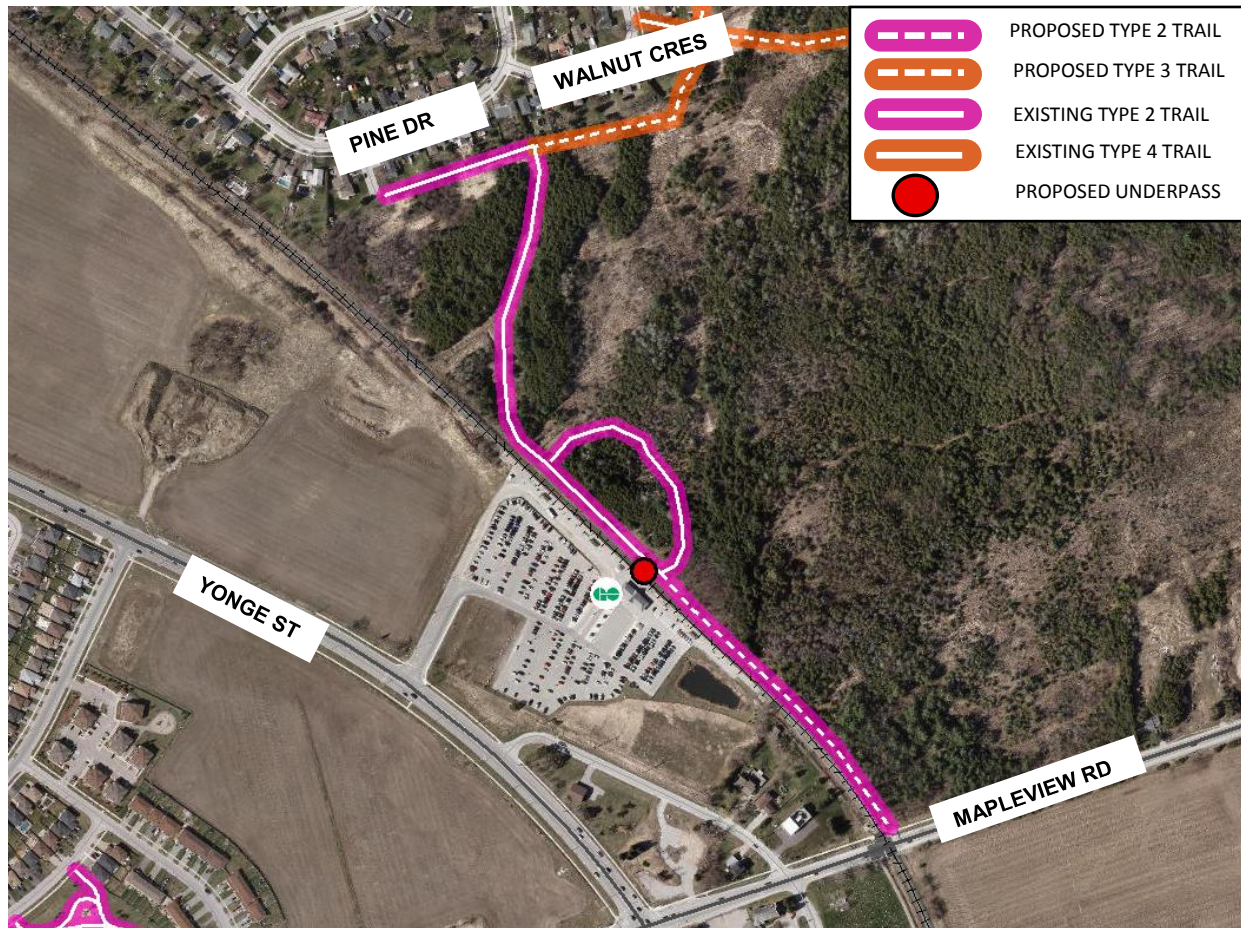 WALNUT CRES
PINE DR
PROPOSED TYPE 2 TRAIL
PROPOSED TYPE 3 TRAIL
EXISTING TYPE 2 TRAIL
EXISTING TYPE 4 TRAIL
PROPOSED UNDERPASS
YONGE ST
GO
MAPLEVIEW RD